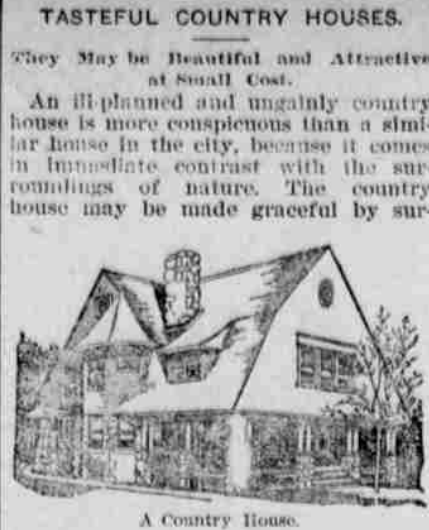 TASTEFUL COUNTRY HOUSES.
They May be Beautiful and Attractive
at Small Cost.
An ill-planned and ungainly country
house is more conspicuous than a simi-
lar house in the city, because it comes
in immediate contrast with the sur-
roundings of nature. The country
house may be made graceful by sur-
A Country House.